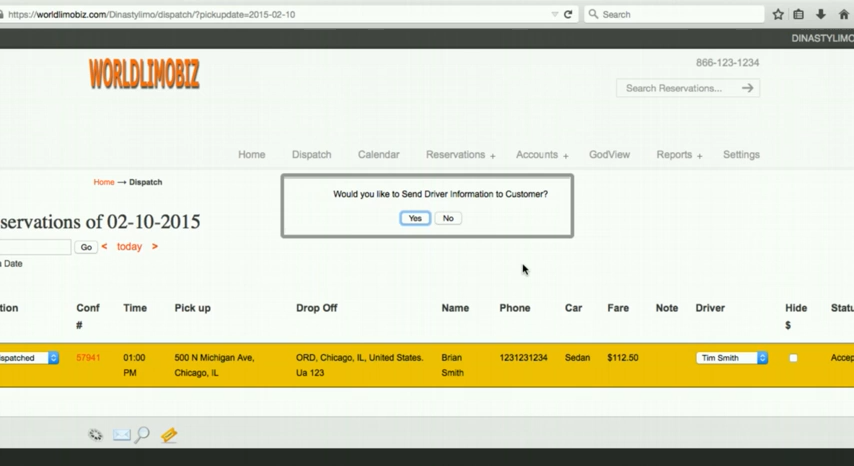 https://worldlimobiz.com/Dinastylimo/dispatch/?pickupdate=2015-02-10
Search
DINASTYLIMO
WORLDLIMOBIZ
866-123-1234
Search Reservations...
Home Dispatch Calendar Reservations + Accounts + GodView Reports + Settings
Home → Dispatch
Would you like to Send Driver Information to Customer?
Yes No
servations of 02-10-2015
Go < today >
n Date
tion Conf # Time Pick up Drop Off Name Phone Car Fare Note Driver Hide $ Statu
spatched 57941 01:00 PM 500 N Michigan Ave, Chicago, IL ORD, Chicago, IL, United States. Ua 123 Brian Smith 1231231234 Sedan $112.50 Tim Smith Accep